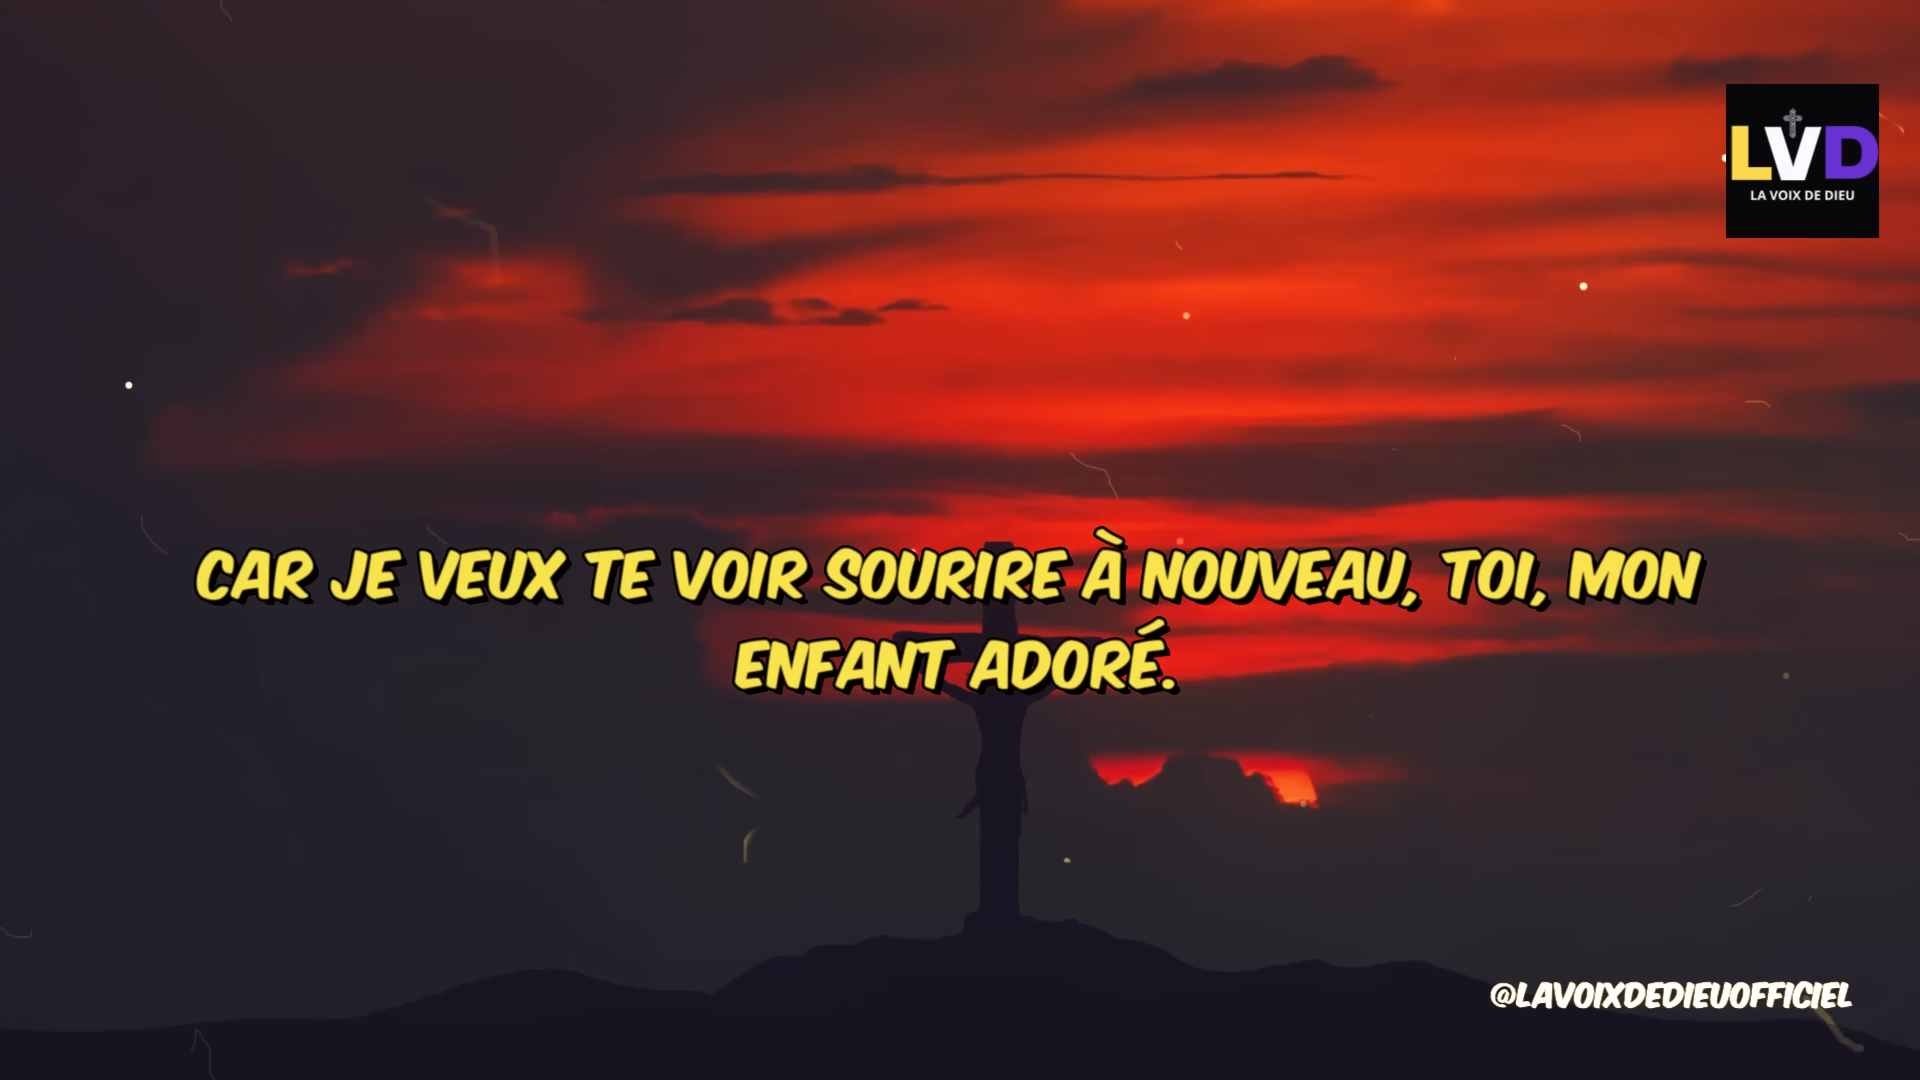 LVD
LA VOIX DE DIEU
CAR JE VEUX TE VOIR SOURIRE À NOUVEAU, TOI, MON
ENFANT ADORÉ.
@LAVOIXDEDIEUOFFICIEL